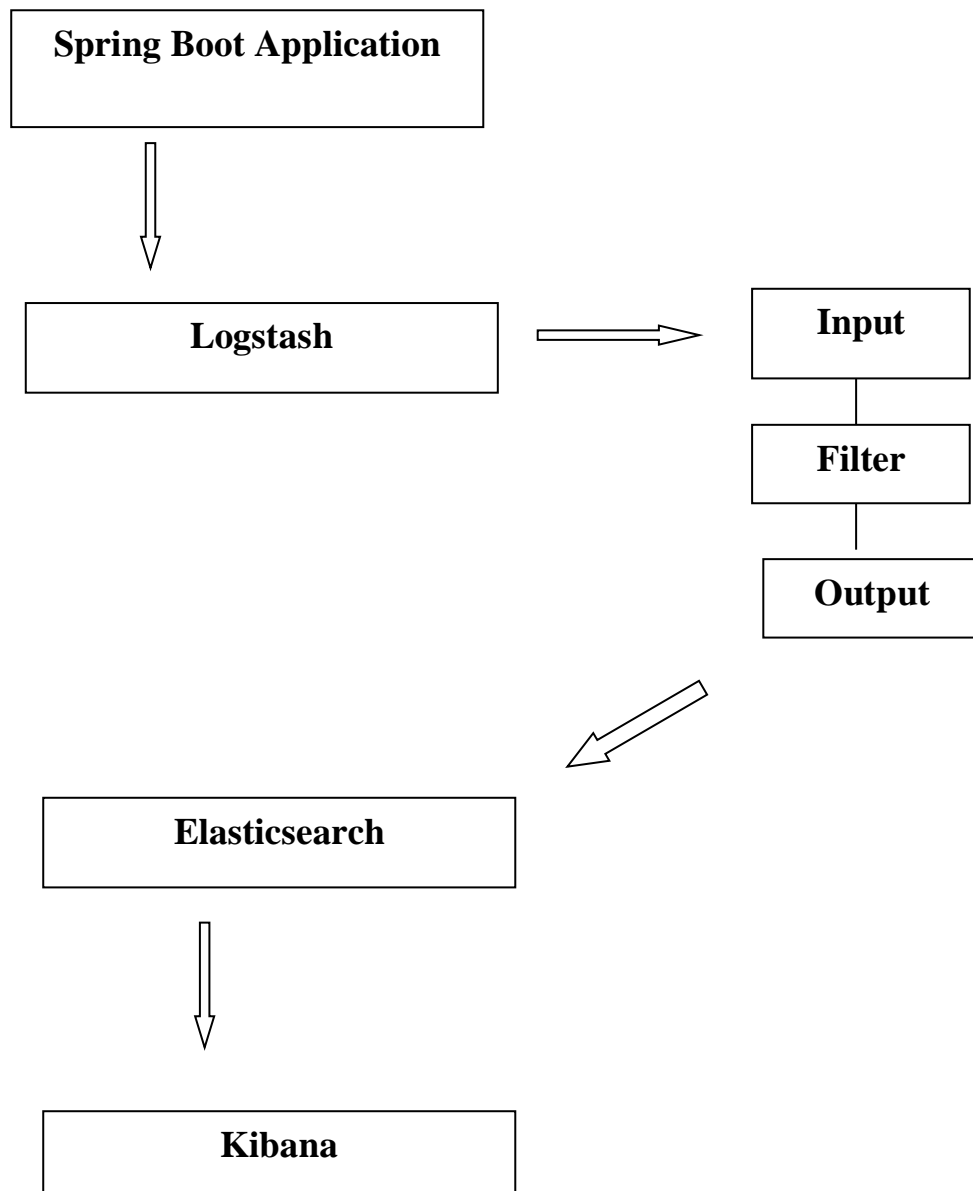 Spring Boot Application
Logstash
Input
Filter
Output
Elasticsearch
Kibana